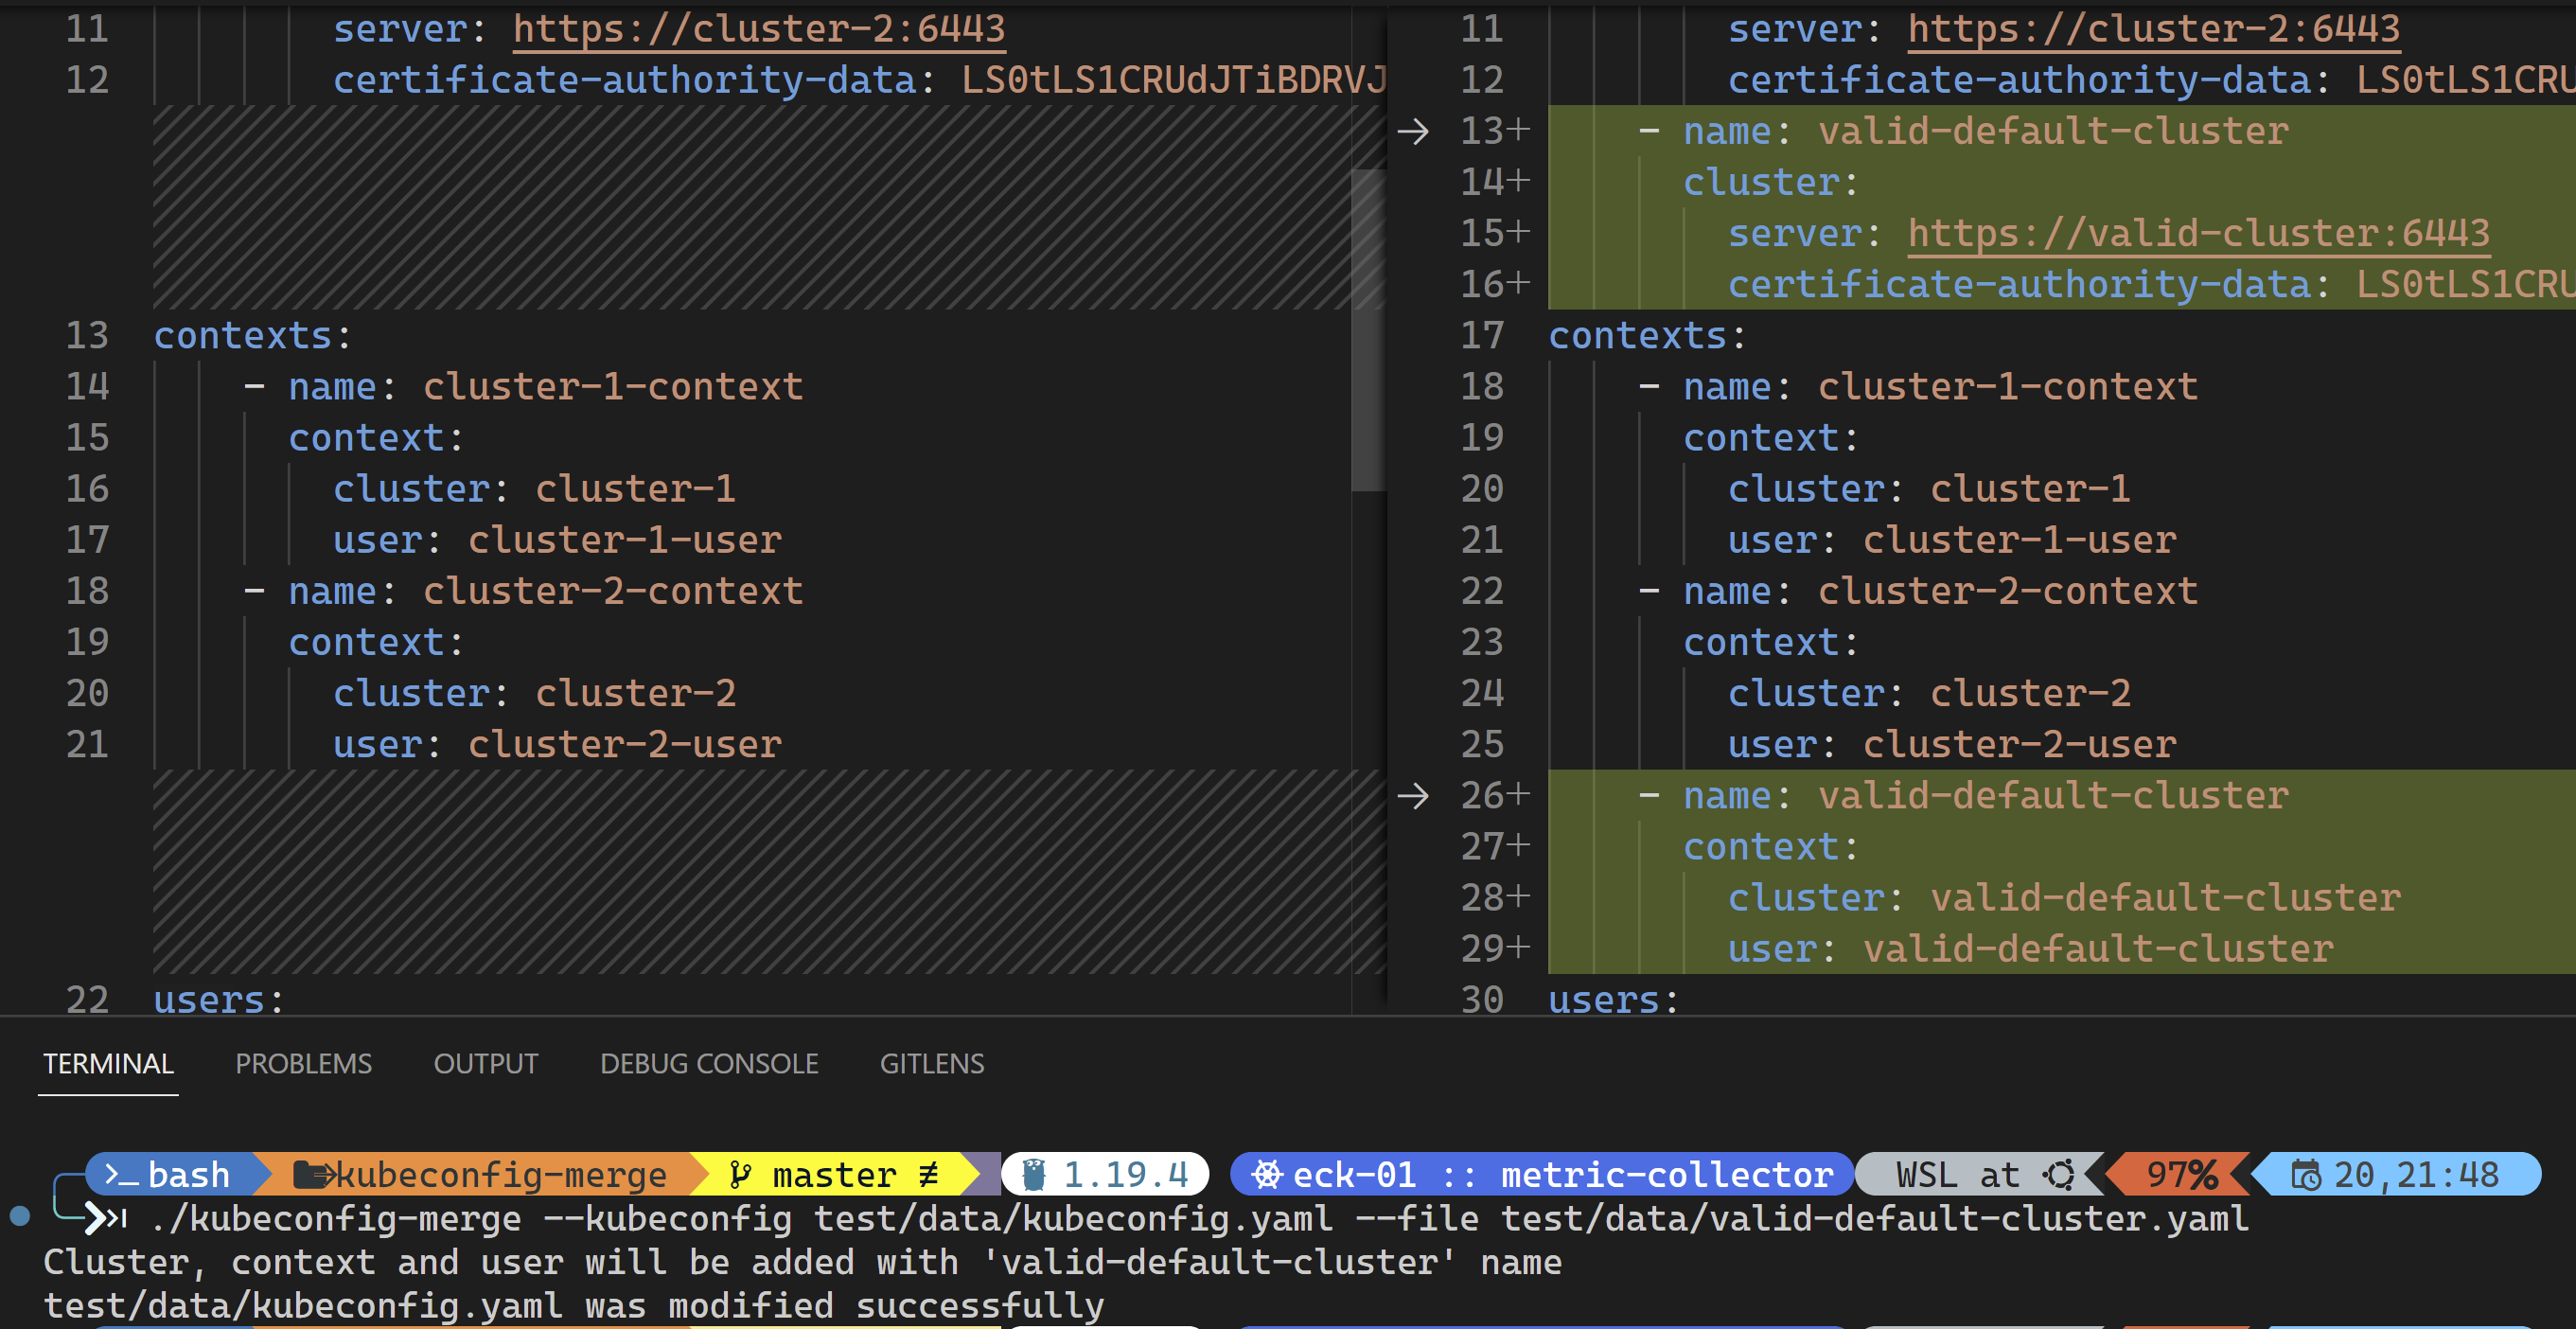 11 server: https://cluster-2:6443
12 certificate-authority-data: LS0tLS1CRUdJTiBDRVJ
13 contexts:
14 - name: cluster-1-context
15 context:
16 cluster: cluster-1
17 user: cluster-1-user
18 - name: cluster-2-context
19 context:
20 cluster: cluster-2
21 user: cluster-2-user
22 users:
11 server: https://cluster-2:6443
12 certificate-authority-data: LS0tLS1CRU
13+ - name: valid-default-cluster
14+ cluster:
15+ server: https://valid-cluster:6443
16+ certificate-authority-data: LS0tLS1CRU
17 contexts:
18 - name: cluster-1-context
19 context:
20 cluster: cluster-1
21 user: cluster-1-user
22 - name: cluster-2-context
23 context:
24 cluster: cluster-2
25 user: cluster-2-user
26+ - name: valid-default-cluster
27+ context:
28+ cluster: valid-default-cluster
29+ user: valid-default-cluster
30 users:
TERMINAL PROBLEMS OUTPUT DEBUG CONSOLE GITLENS
bash kubeconfig-merge master ≢ 1.19.4 eck-01 :: metric-collector WSL at 97% 20,21:48
./kubeconfig-merge --kubeconfig test/data/kubeconfig.yaml --file test/data/valid-default-cluster.yaml
Cluster, context and user will be added with 'valid-default-cluster' name
test/data/kubeconfig.yaml was modified successfully